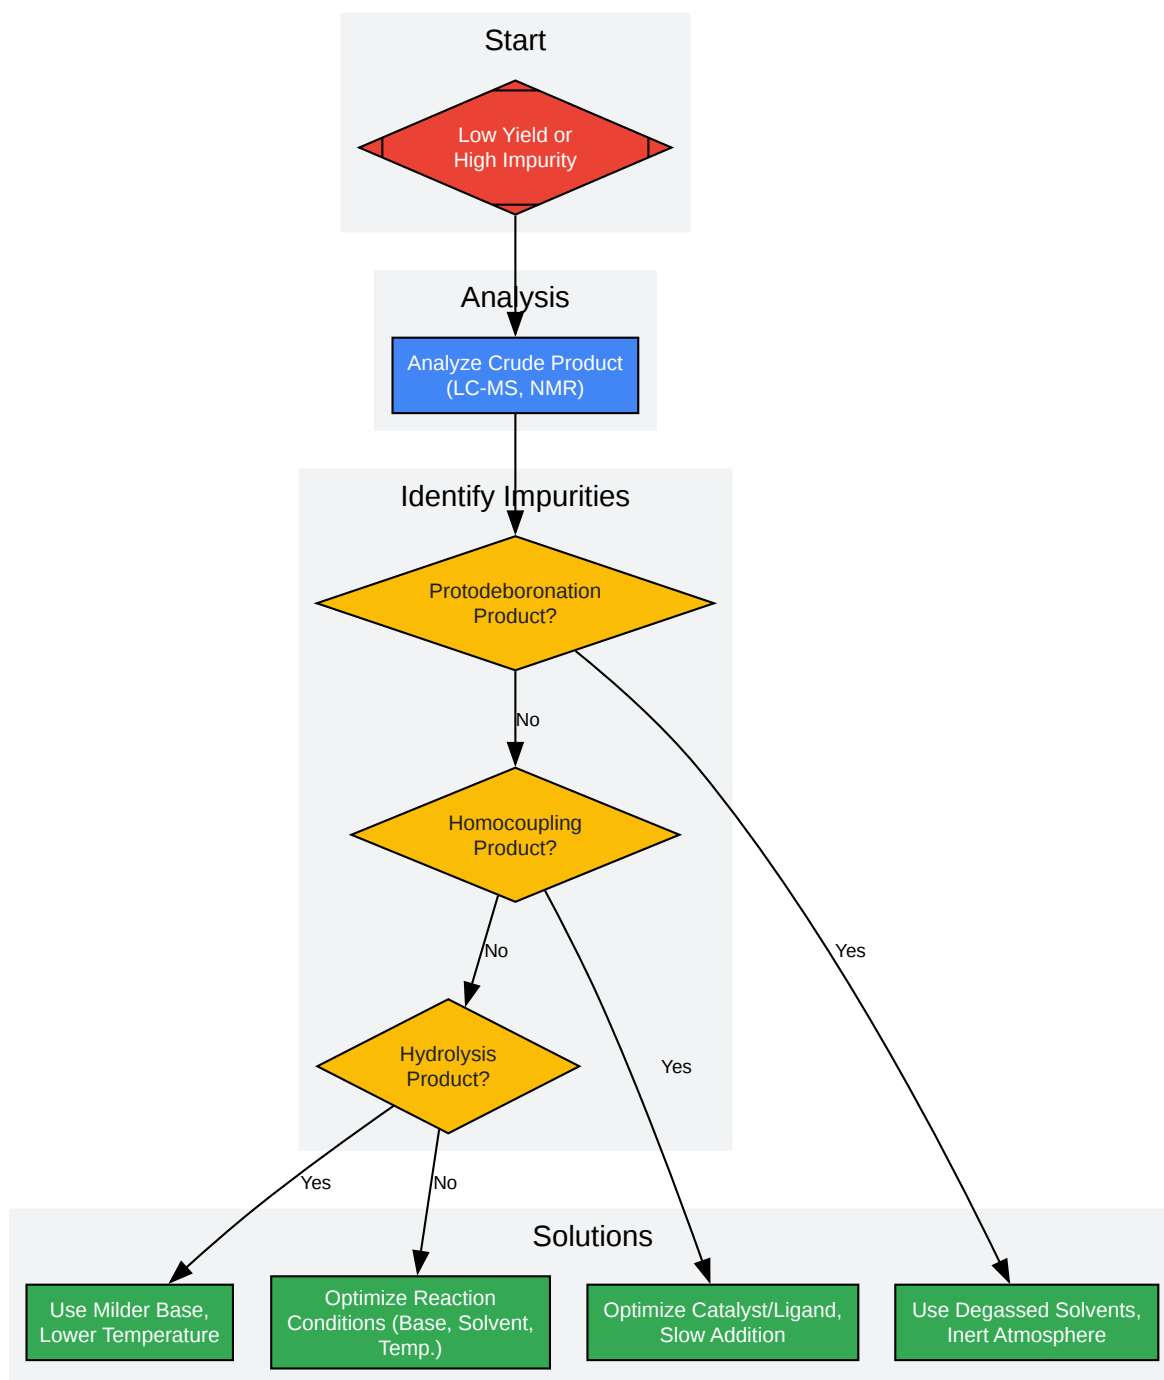 Start
Low Yield or
High Impurity
Analysis
Analyze Crude Product
(LC-MS, NMR)
Identify Impurities
Protodeboronation
Product?
No
Homocoupling
Product?
No
Yes
Hydrolysis
Product?
Yes
Yes
No
Solutions
Use Milder Base,
Lower Temperature
Optimize Reaction
Conditions (Base, Solvent,
Temp.)
Optimize Catalyst/Ligand,
Slow Addition
Use Degassed Solvents,
Inert Atmosphere